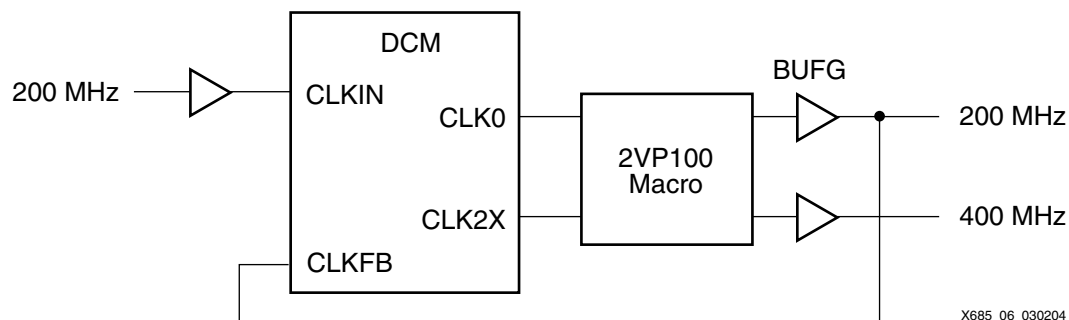 DCM
BUFG
200 MHz
CLKIN
CLK0
200 MHz
2VP100
Macro
CLK2X
400 MHz
CLKFB
X685_06_030204